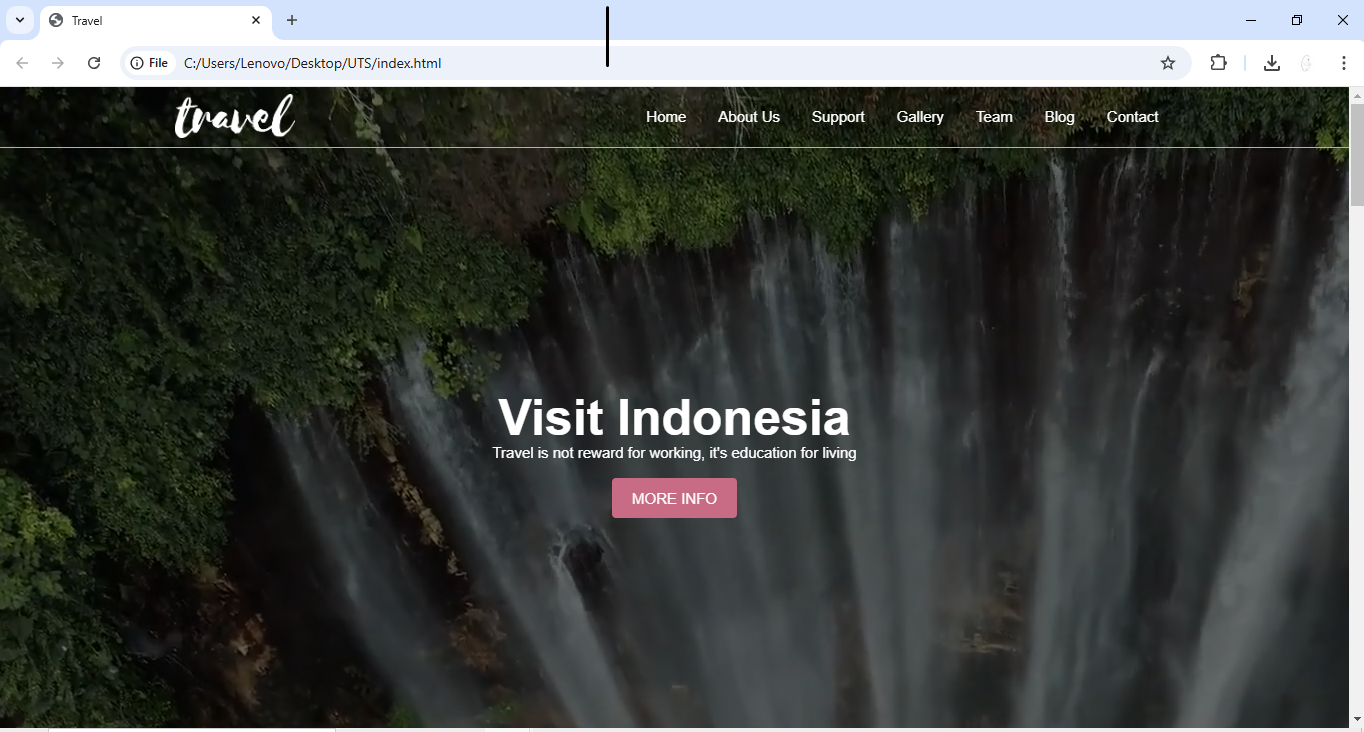 Travel
File C:/Users/Lenovo/Desktop/UTS/index.html
travel Home About Us Support Gallery Team Blog Contact
Visit Indonesia
Travel is not reward for working, it's education for living
MORE INFO